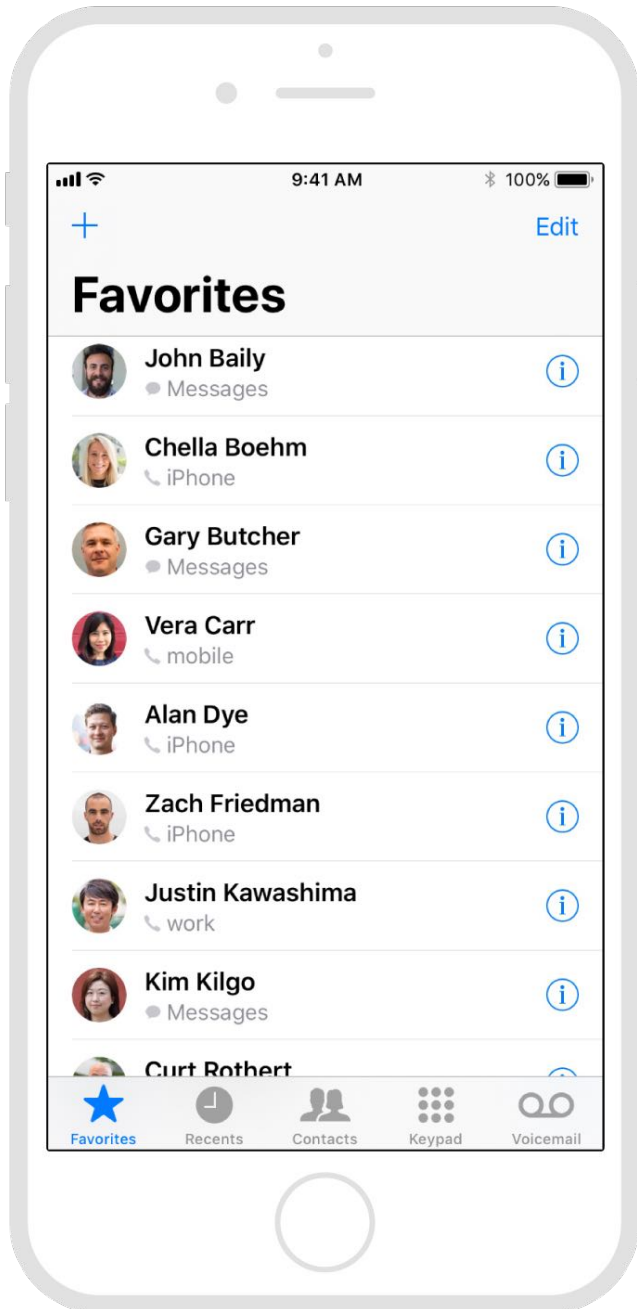 9:41 AM 100%
Edit
Favorites
John Baily
Messages
Chella Boehm
iPhone
Gary Butcher
Messages
Vera Carr
mobile
Alan Dye
iPhone
Zach Friedman
iPhone
Justin Kawashima
work
Kim Kilgo
Messages
Curt Rothert
Favorites Recents Contacts Keypad Voicemail